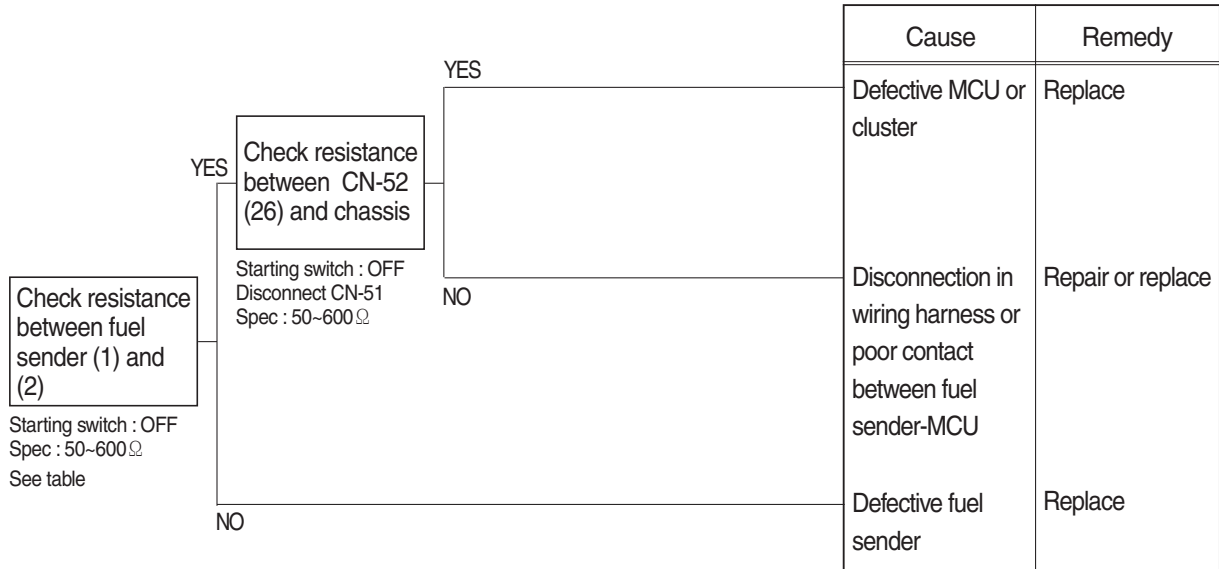 Check resistance
between fuel
sender (1) and
(2)
Starting switch : OFF
Spec : 50~600Ω
See table
YES
NO
Check resistance
between CN-52
(26) and chassis
Starting switch : OFF
Disconnect CN-51
Spec : 50~600Ω
YES
NO
Cause
Remedy
Defective MCU or
cluster
Replace
Disconnection in
wiring harness or
poor contact
between fuel
sender-MCU
Repair or replace
Defective fuel
sender
Replace